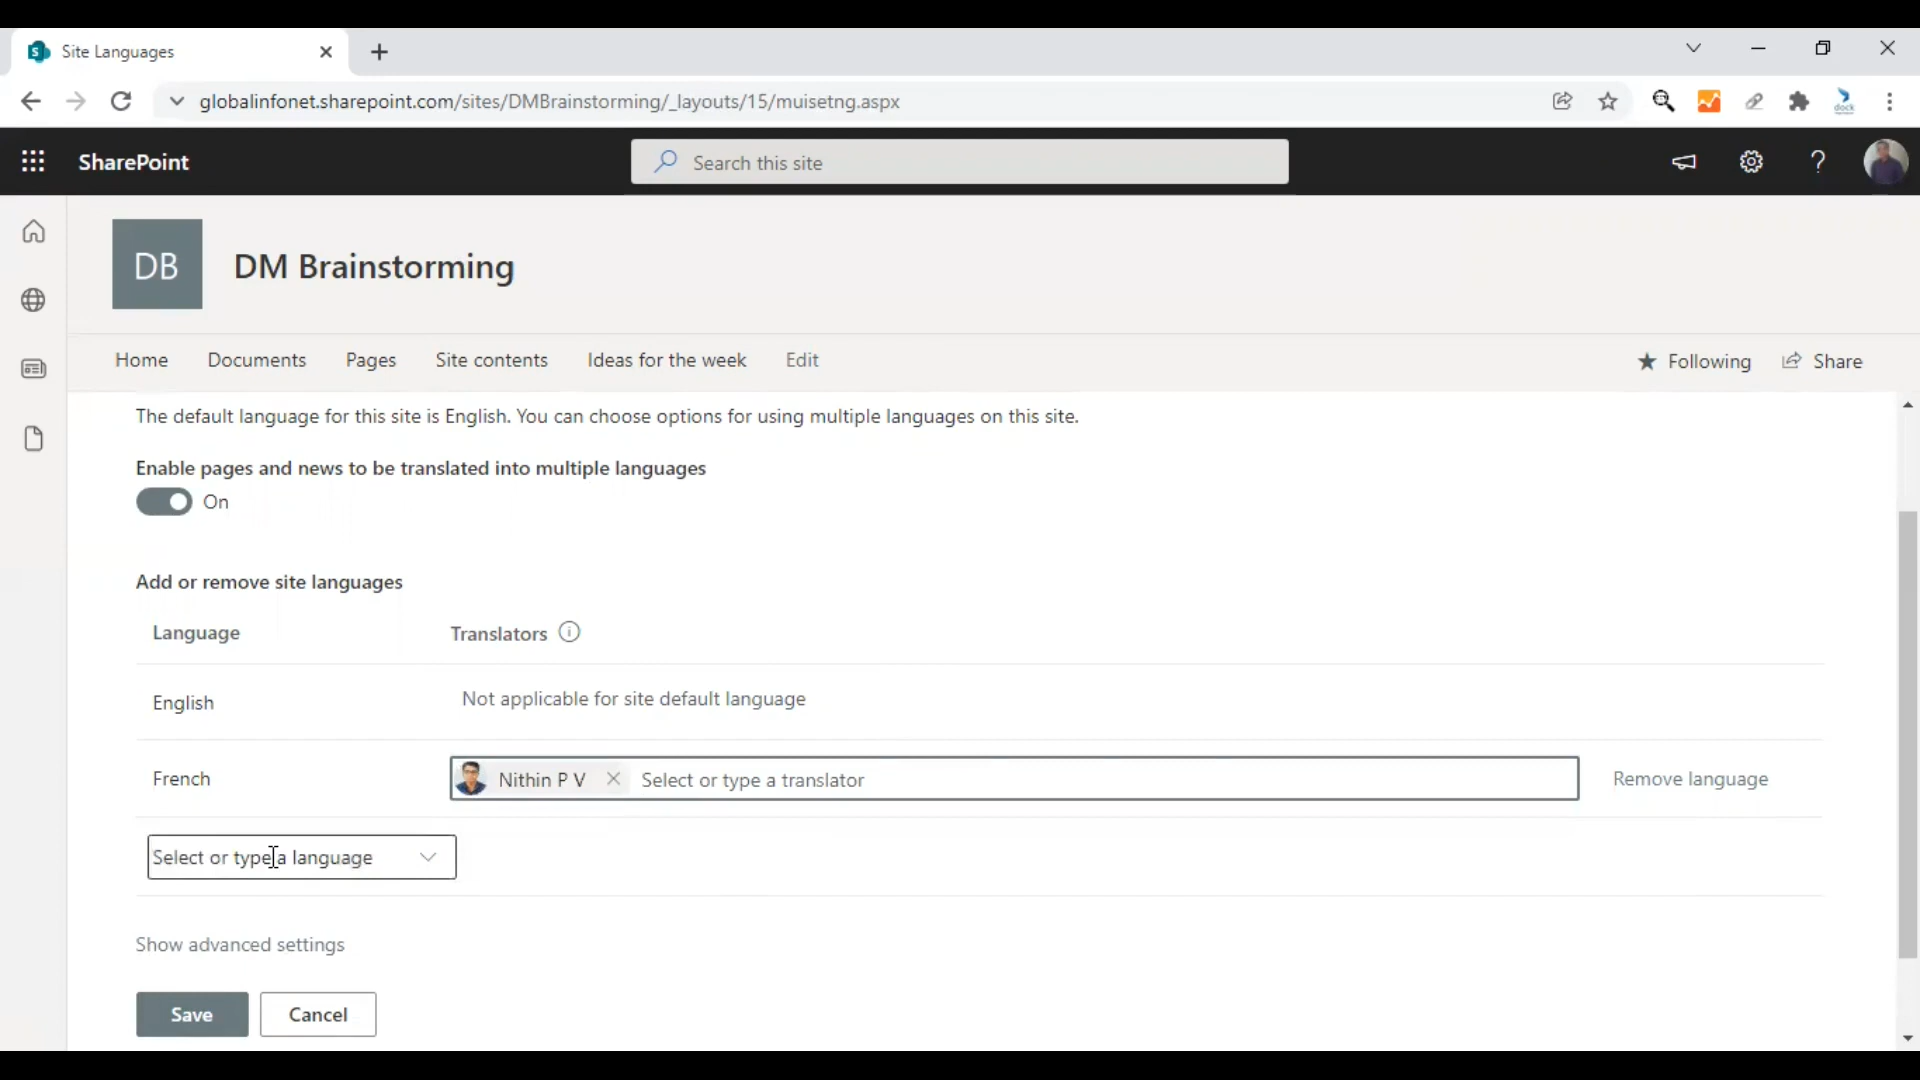 Site Languages
globalinfonet.sharepoint.com/sites/DMBrainstorming/_layouts/15/muisetng.aspx
dock
SharePoint
Search this site
DB
DM Brainstorming
Home Documents Pages Site contents Ideas for the week Edit
Following Share
The default language for this site is English. You can choose options for using multiple languages on this site.
Enable pages and news to be translated into multiple languages
On
Add or remove site languages
Language Translators
English Not applicable for site default language
French Nithin P V Select or type a translator Remove language
Select or type a language
Show advanced settings
Save Cancel